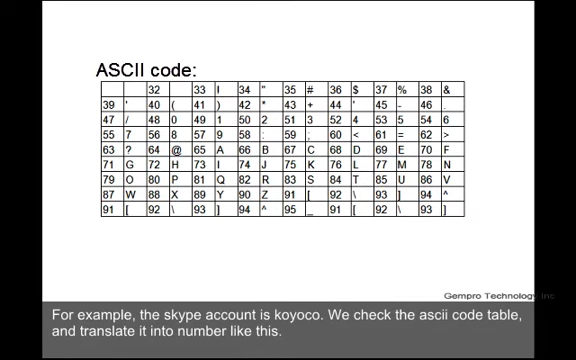 ASCII code:
32 33 ! 34 " 35 # 36 $ 37 % 38 &
39 ' 40 ( 41 ) 42 * 43 + 44 ' 45 - 46 .
47 / 48 0 49 1 50 2 51 3 52 4 53 5 54 6
55 7 56 8 57 9 58 : 59 ; 60 < 61 = 62 >
63 ? 64 @ 65 A 66 B 67 C 68 D 69 E 70 F
71 G 72 H 73 I 74 J 75 K 76 L 77 M 78 N
79 O 80 P 81 Q 82 R 83 S 84 T 85 U 86 V
87 W 88 X 89 Y 90 Z 91 [ 92 \ 93 ] 94 ^
91 [ 92 \ 93 ] 94 ^ 95 _ 91 [ 92 \ 93 ]
Gempro Technology Inc
For example, the skype account is koyoco. We check the ascii code table,
and translate it into number like this.